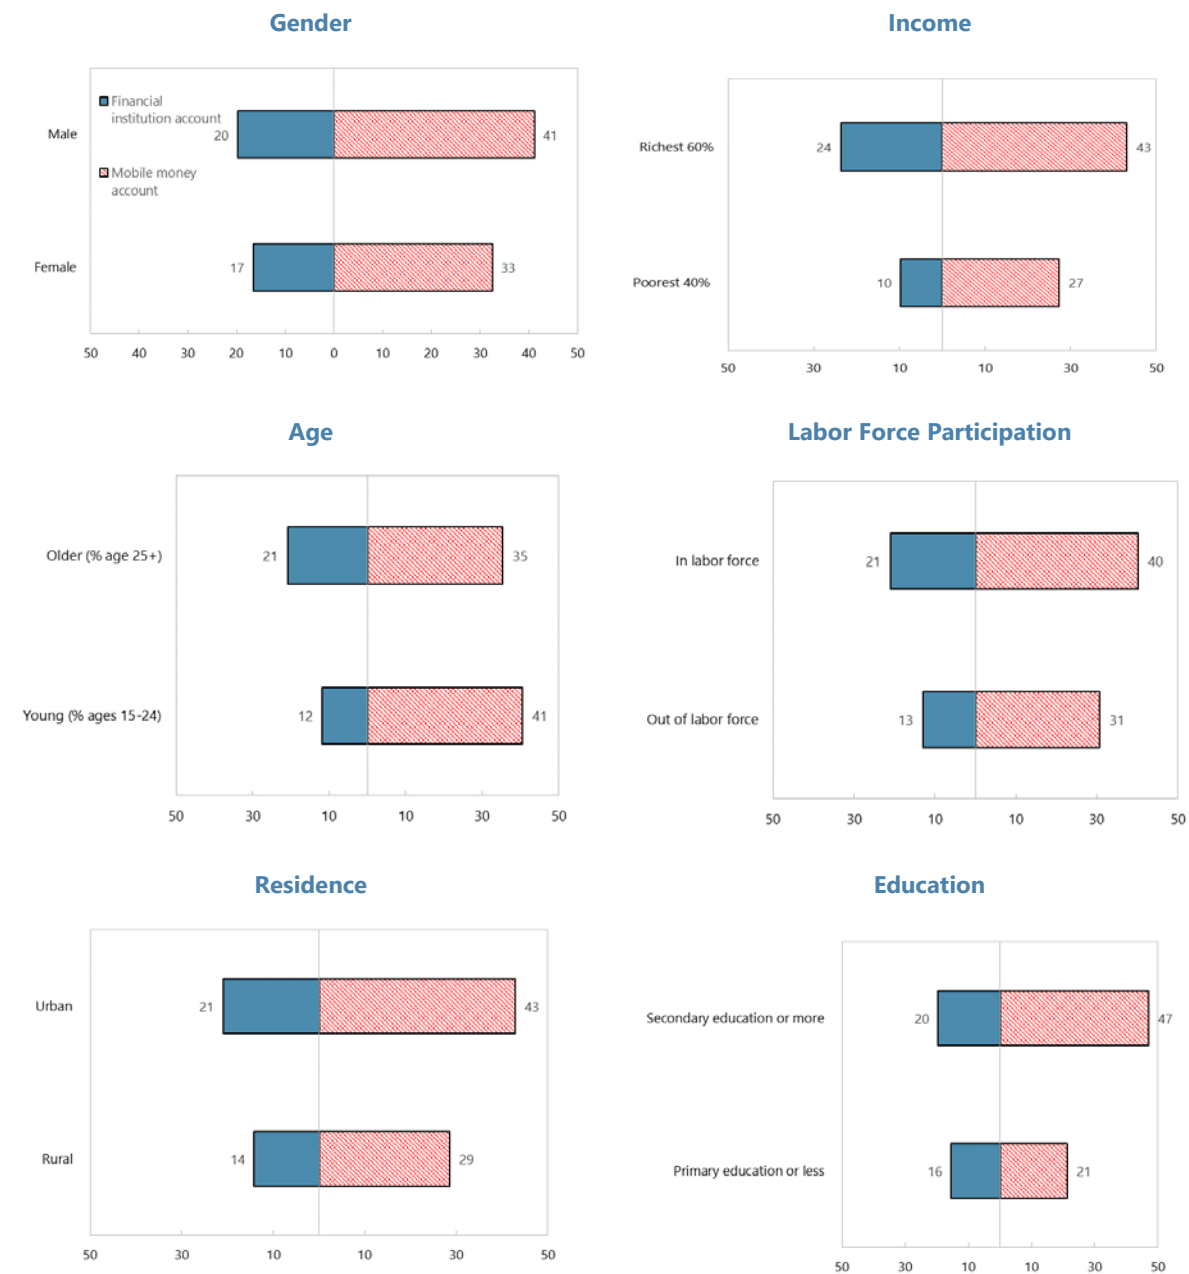 Gender
Financial
institution account
Male
20
41
Mobile money
account
Female
17
33
50 40 30 20 10 0 10 20 30 40 50
Income
Richest 60%
24
43
Poorest 40%
10
27
50 30 10 10 30 50
Age
Older (% age 25+)
21
35
Young (% ages 15-24)
12
41
50 30 10 10 30 50
Labor Force Participation
In labor force
21
40
Out of labor force
13
31
50 30 10 10 30 50
Residence
Urban
21
43
Rural
14
29
50 30 10 10 30 50
Education
Secondary education or more
20
47
Primary education or less
16
21
50 30 10 10 30 50